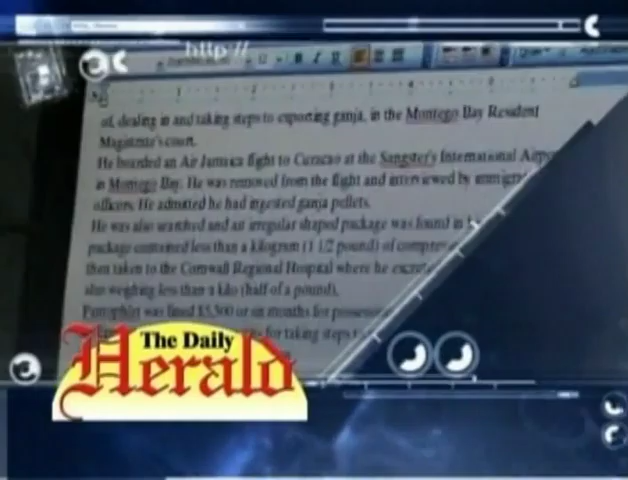 http://
of, dealing in and taking steps to exporting ganja, in the Montego Bay Resident
Magistrate's court.
He boarded an Air Jamaica flight to Curacao at the Sangster's International
in Montego Bay. He was removed from the flight and interviewed by
officers. He admitted he had ingested ganja pellets.
He was also searched and an irregular shaped package was found in
package contained less than a kilogram (1 1/2 pound) of
then taken to the Cornwall Regional Hospital where he
also weighing less than a kilo (half of a pound).
was fined $5,500 or six months for
for taking steps
The Daily
Herald